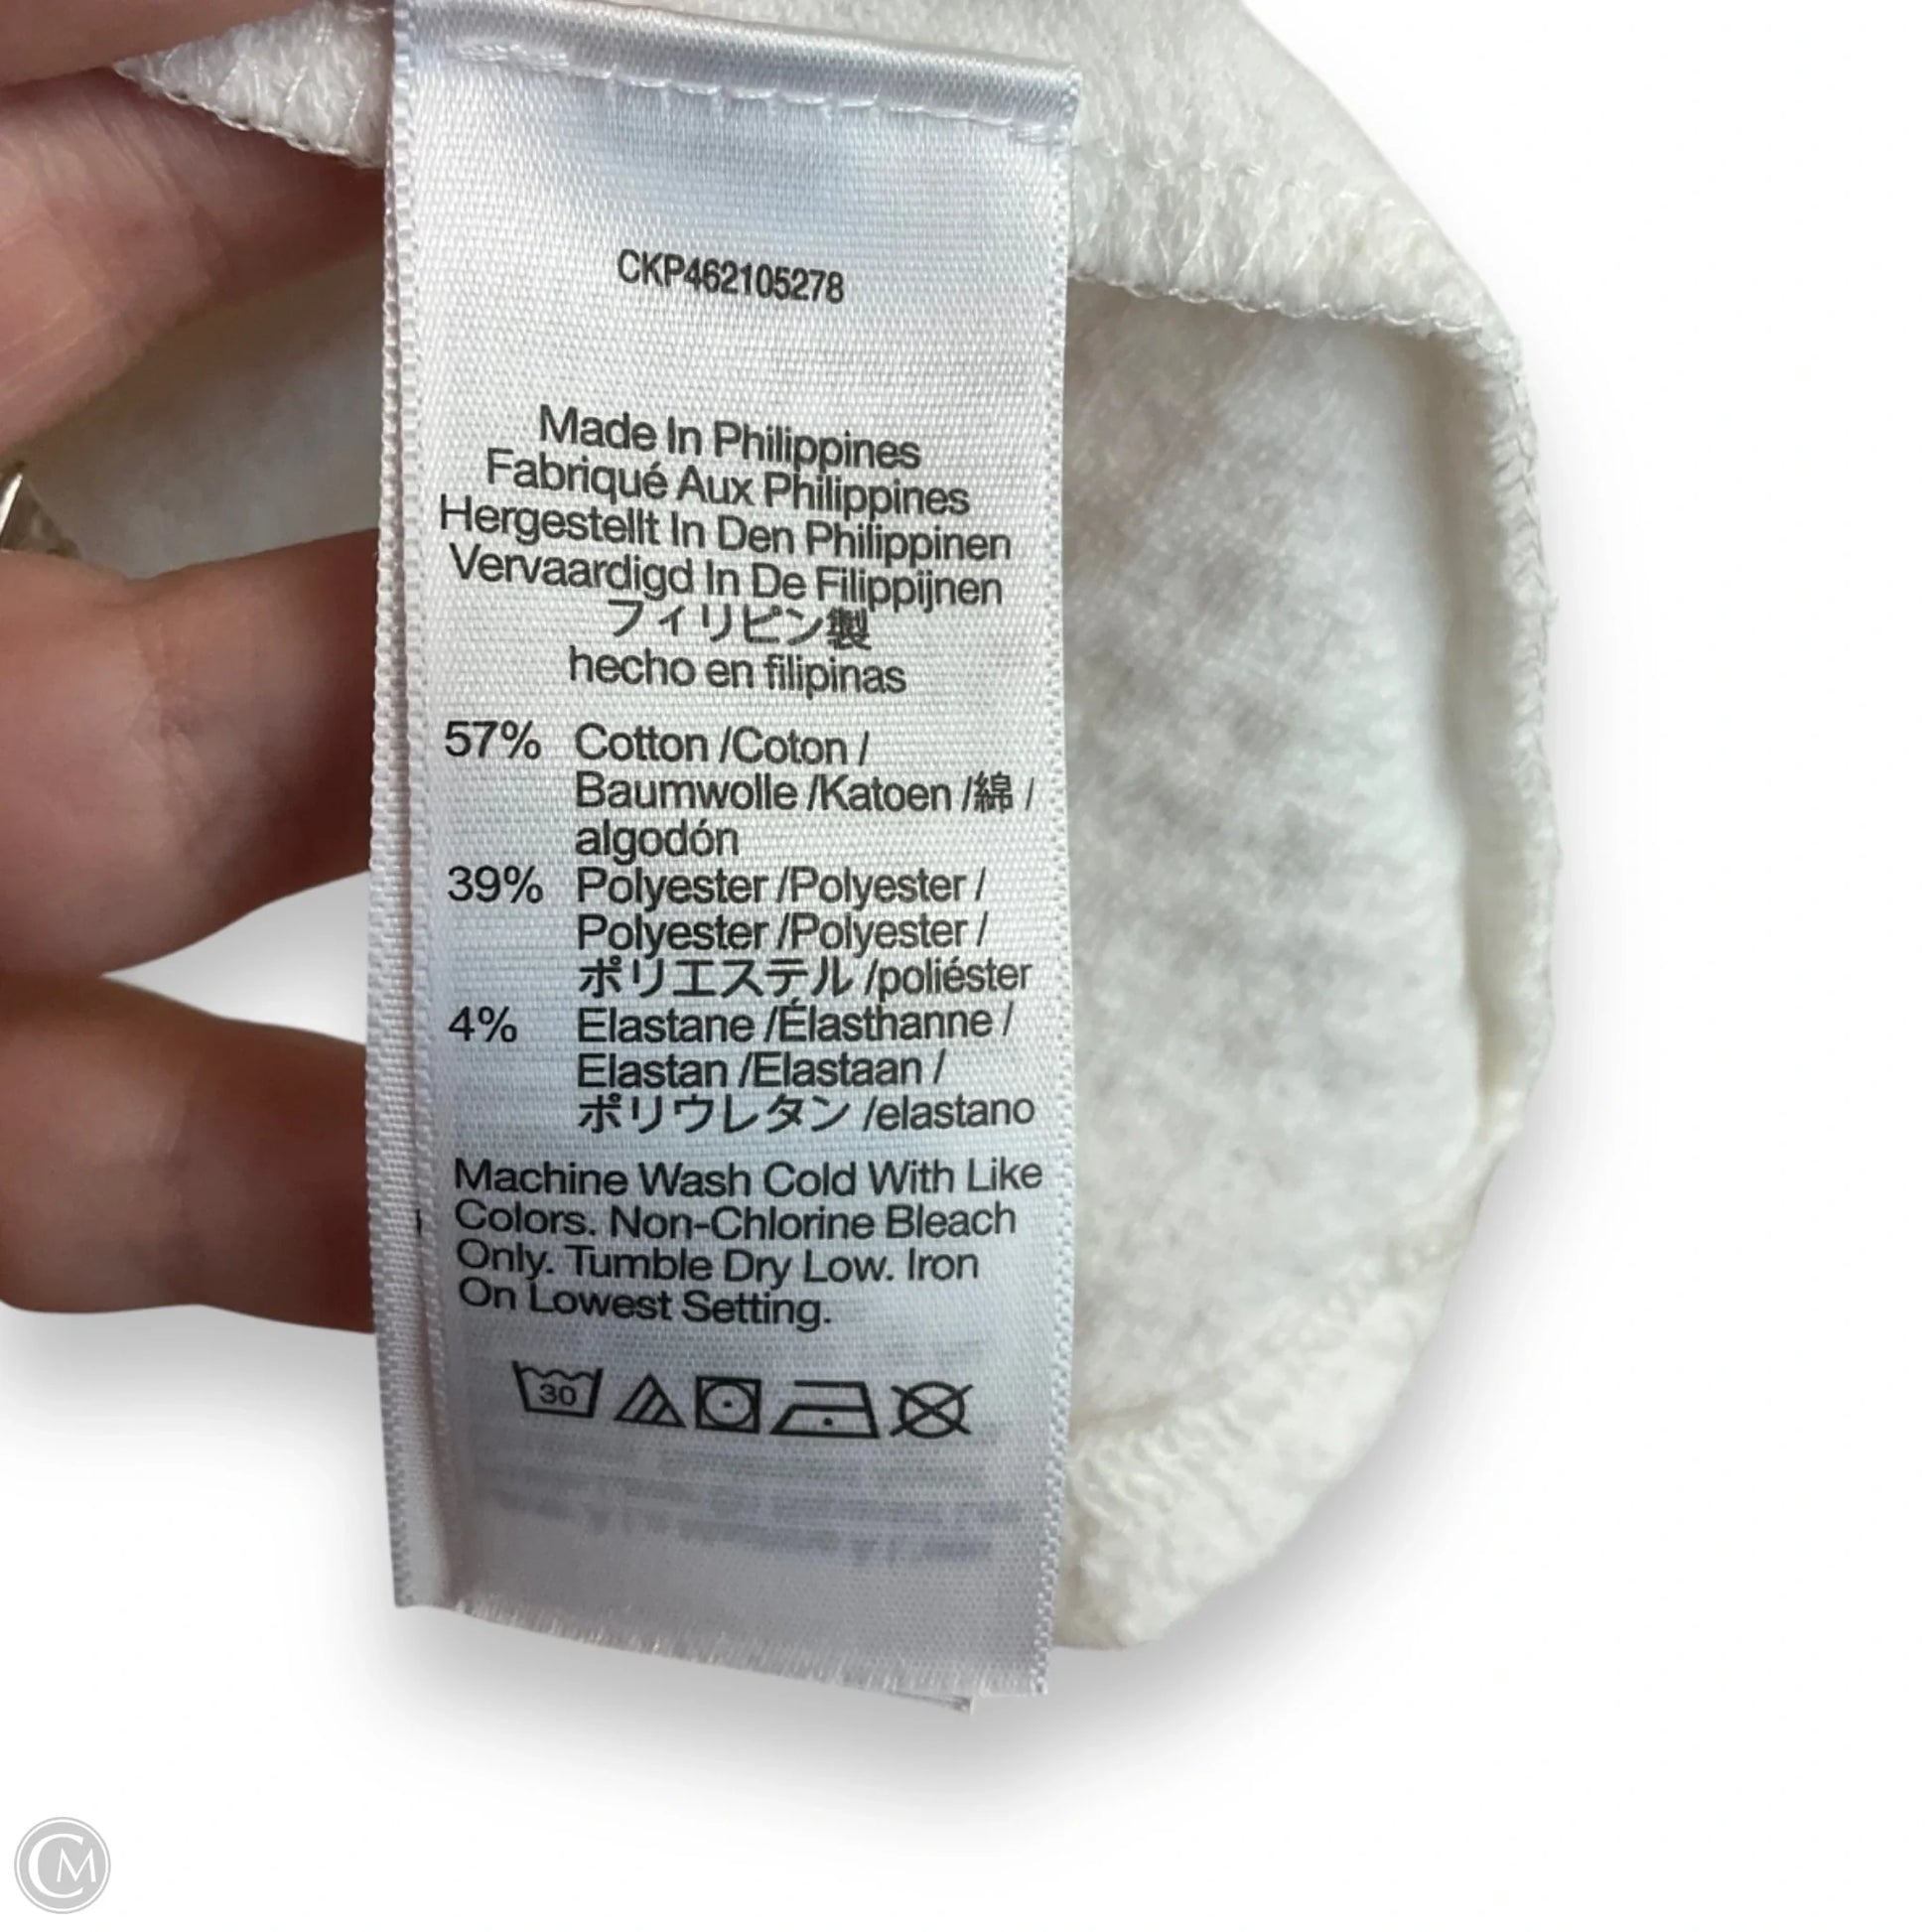 CKP462105278
Made In Philippines
Fabriqué Aux Philippines
Hergestellt In Den Philippinen
Vervaardigd In De Filippijnen
フィリピン製
hecho en filipinas
57% Cotton /Coton /
Baumwolle /Katoen /綿 /
algodón
39% Polyester /Polyester /
Polyester /Polyester /
ポリエステル /poliéster
4% Elastane /Élasthanne /
Elastan /Elastaan /
ポリウレタン /elastano
Machine Wash Cold With Like
Colors. Non-Chlorine Bleach
Only. Tumble Dry Low. Iron
On Lowest Setting.
30
CM